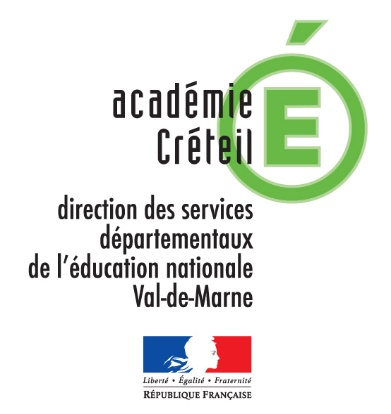 académie
Créteil
É
direction des services
départementaux
de l'éducation nationale
Val-de-Marne
Liberté • Égalité • Fraternité
RÉPUBLIQUE FRANÇAISE